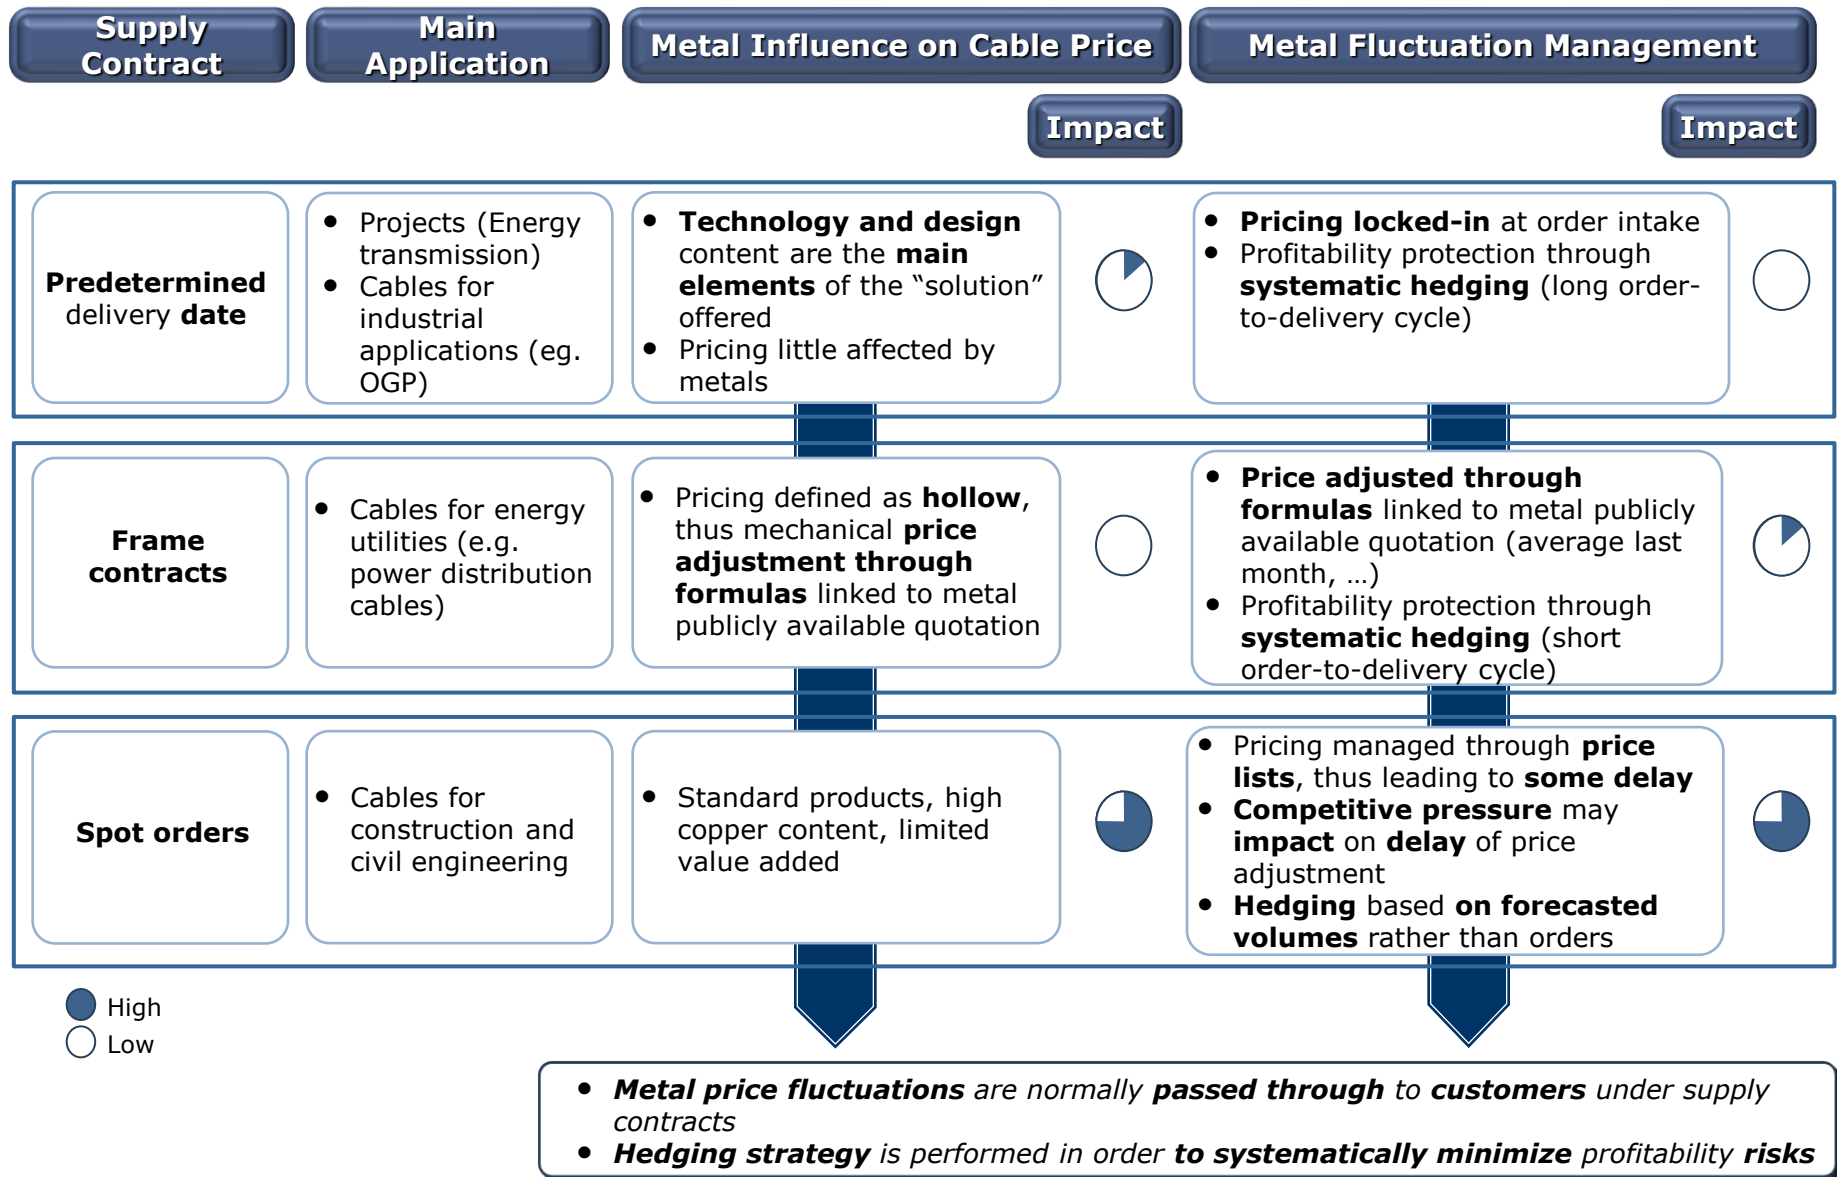 Supply
Contract
Main
Application
Metal Influence on Cable Price
Metal Fluctuation Management
Impact
Impact
Predetermined
delivery date
• Projects (Energy
transmission)
• Cables for
industrial
applications (eg.
OGP)
• Technology and design
content are the main
elements of the “solution”
offered
• Pricing little affected by
metals
• Pricing locked-in at order intake
• Profitability protection through
systematic hedging (long order-
to-delivery cycle)
Frame
contracts
• Cables for energy
utilities (e.g.
power distribution
cables)
• Pricing defined as hollow,
thus mechanical price
adjustment through
formulas linked to metal
publicly available quotation
• Price adjusted through
formulas linked to metal publicly
available quotation (average last
month, …)
• Profitability protection through
systematic hedging (short
order-to-delivery cycle)
Spot orders
• Cables for
construction and
civil engineering
• Standard products, high
copper content, limited
value added
• Pricing managed through price
lists, thus leading to some delay
• Competitive pressure may
impact on delay of price
adjustment
• Hedging based on forecasted
volumes rather than orders
High
Low
• Metal price fluctuations are normally passed through to customers under supply
contracts
• Hedging strategy is performed in order to systematically minimize profitability risks